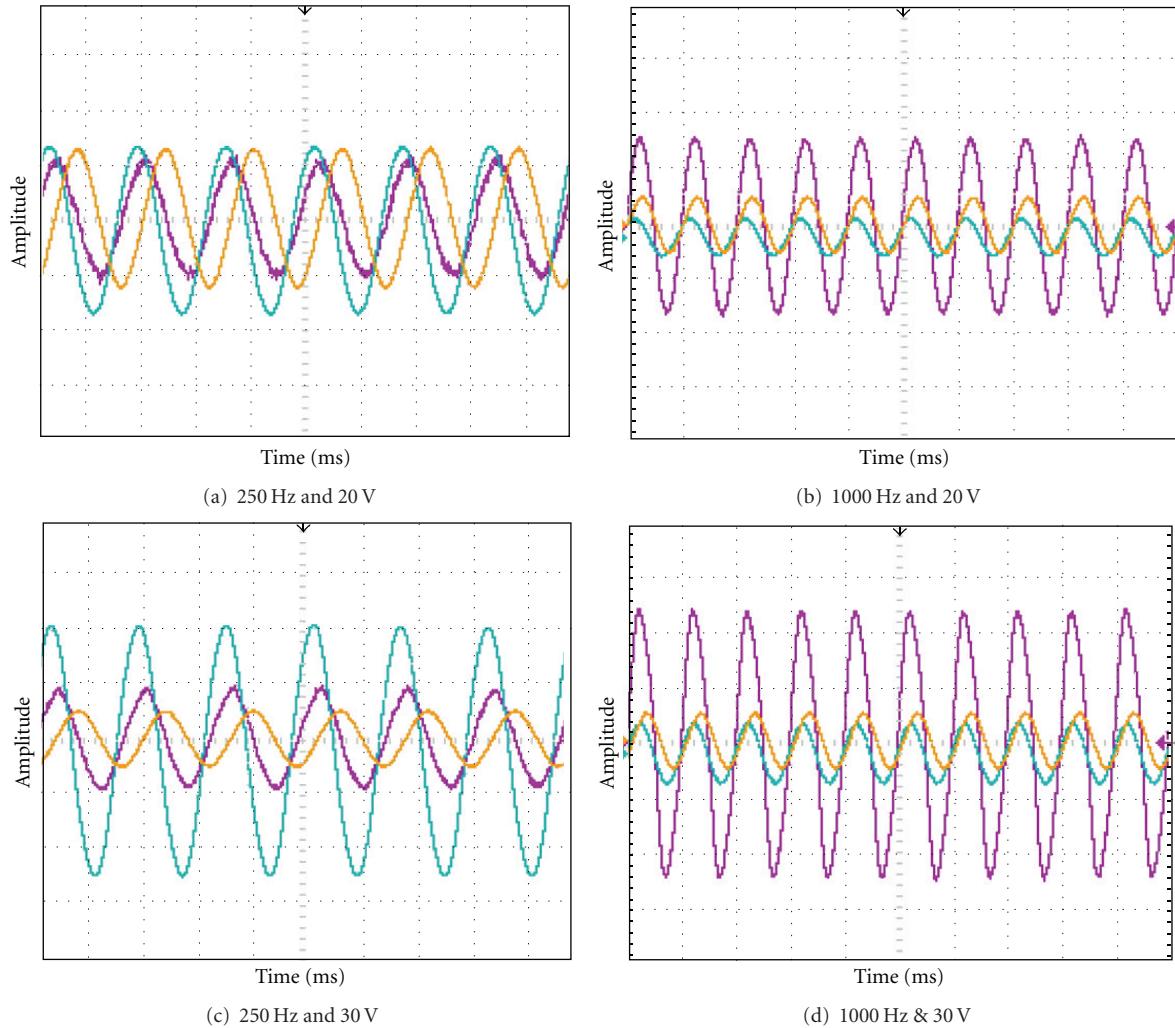 Amplitude
Time (ms)
(a) 250 Hz and 20 V
Amplitude
Time (ms)
(b) 1000 Hz and 20 V
Amplitude
Time (ms)
(c) 250 Hz and 30 V
Amplitude
Time (ms)
(d) 1000 Hz & 30 V